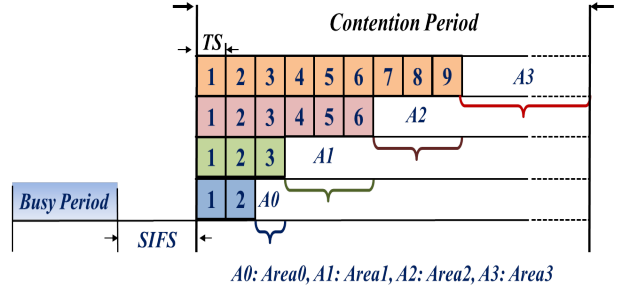 Contention Period
TS
1 2 3 4 5 6 7 8 9 A3
1 2 3 4 5 6 A2
1 2 3 A1
Busy Period 1 2 A0
SIFS
A0: Area0, A1: Area1, A2: Area2, A3: Area3